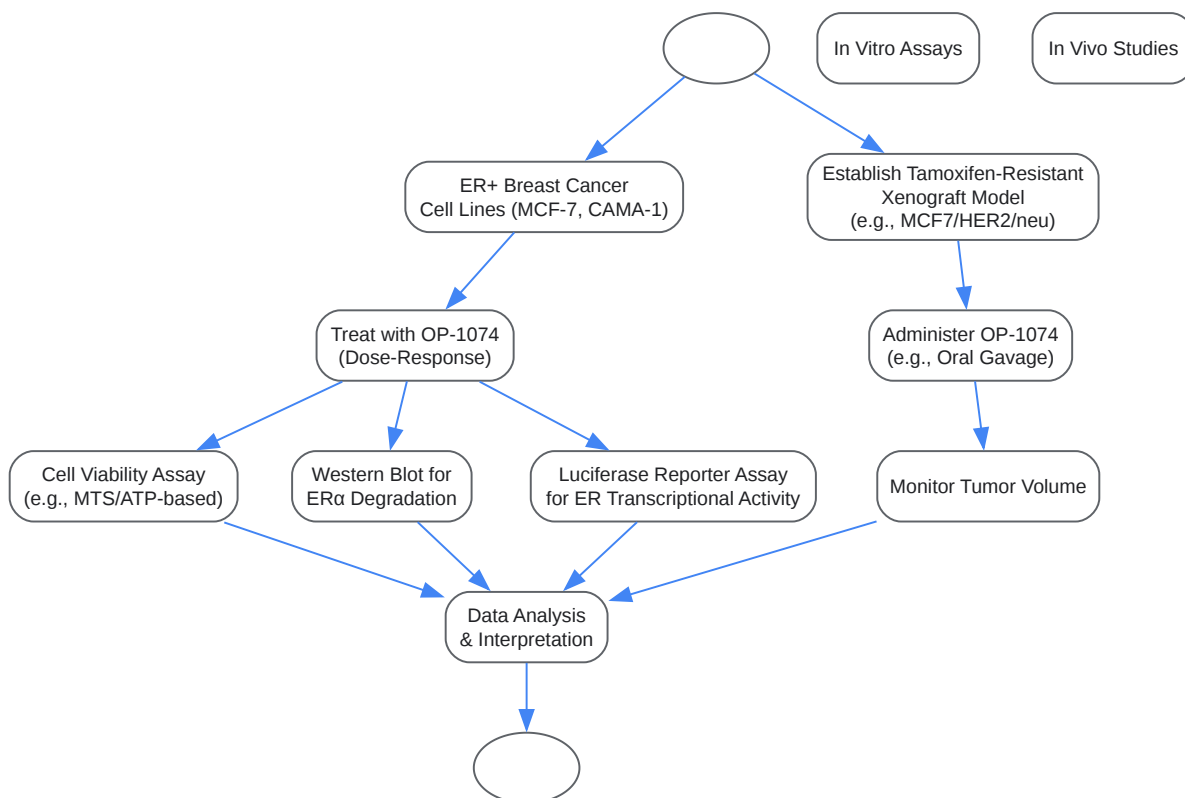 In Vitro Assays
In Vivo Studies
ER+ Breast Cancer
Cell Lines (MCF-7, CAMA-1)
Establish Tamoxifen-Resistant
Xenograft Model
(e.g., MCF7/HER2/neu)
Treat with OP-1074
(Dose-Response)
Administer OP-1074
(e.g., Oral Gavage)
Cell Viability Assay
(e.g., MTS/ATP-based)
Western Blot for
ERα Degradation
Luciferase Reporter Assay
for ER Transcriptional Activity
Monitor Tumor Volume
Data Analysis
& Interpretation